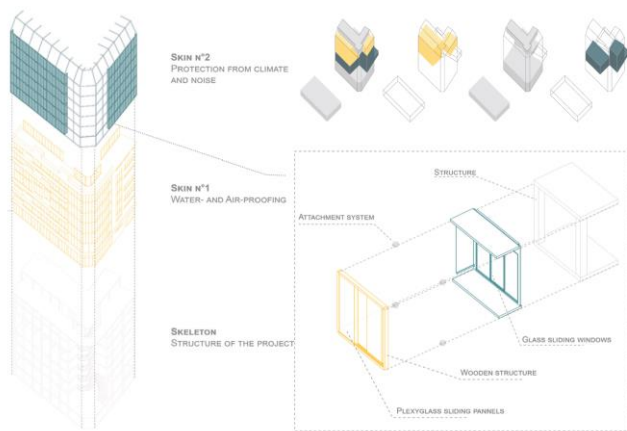 SKIN N°2
PROTECTION FROM CLIMATE
AND NOISE
SKIN N°1
WATER- AND AIR-PROOFING
SKELETON
STRUCTURE OF THE PROJECT
STRUCTURE
ATTACHMENT SYSTEM
GLASS SLIDING WINDOWS
WOODEN STRUCTURE
PLEXYGLASS SLIDING PANNELS